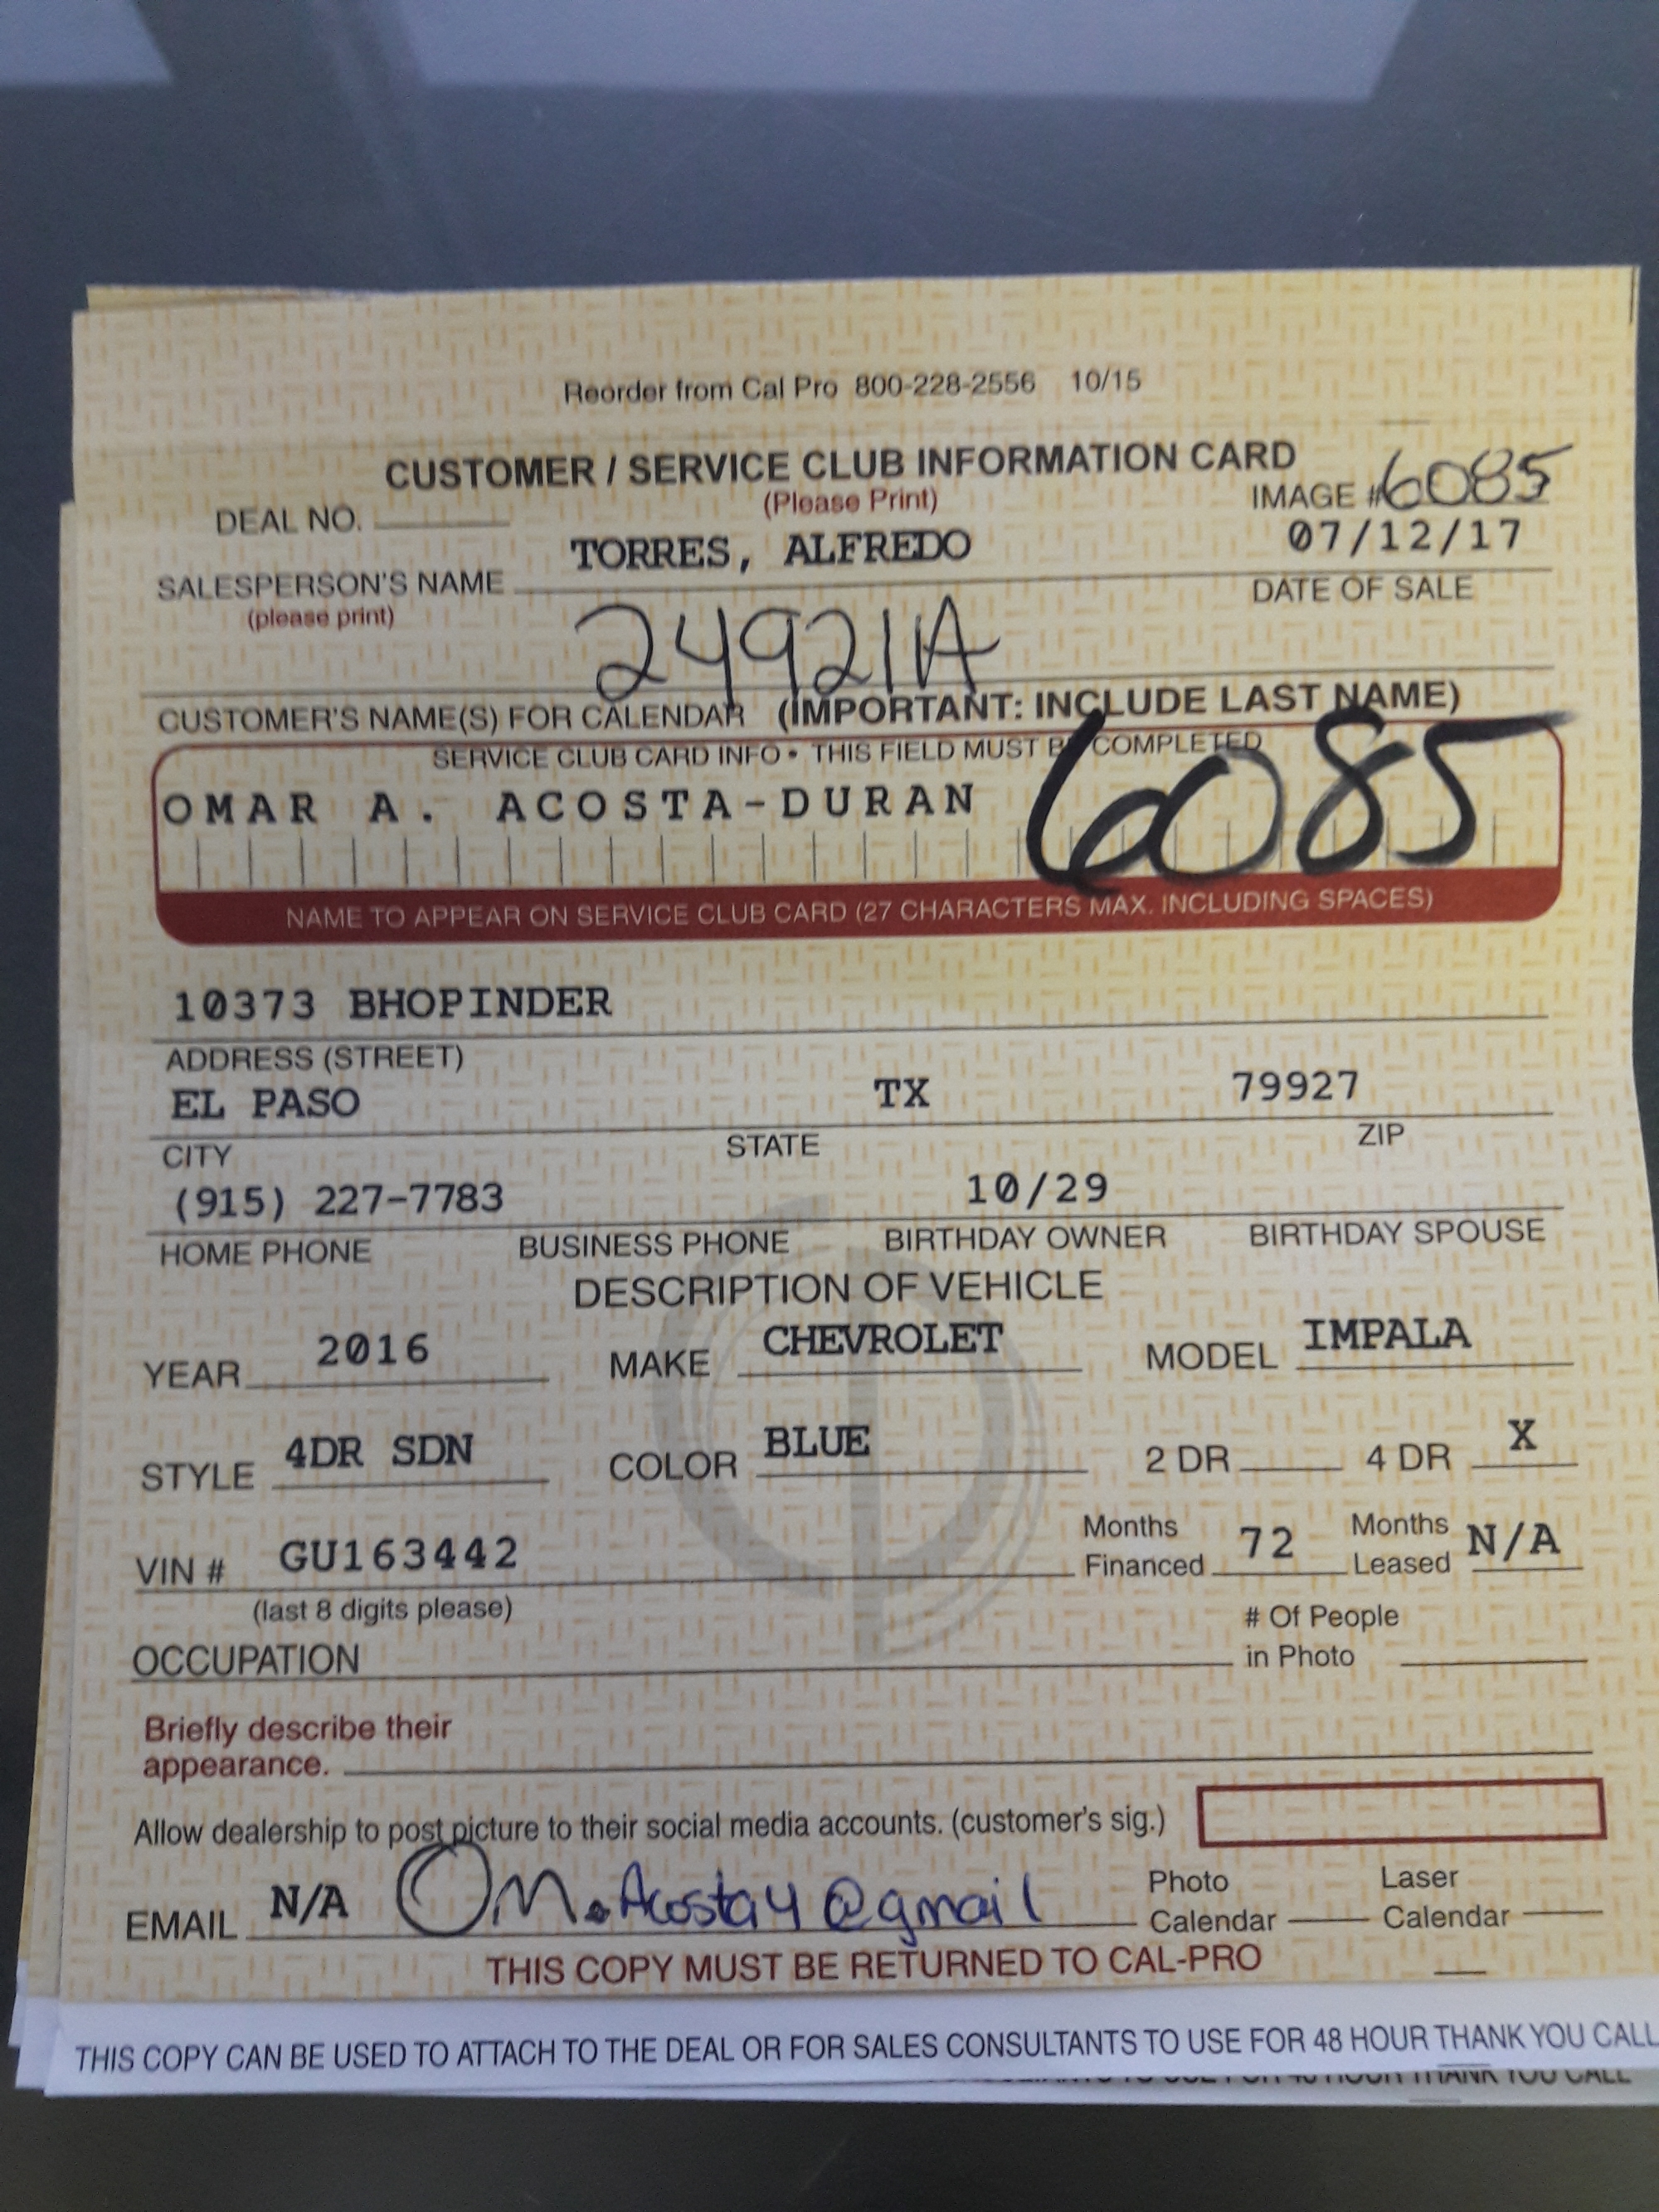 Reorder from Cal Pro 800-228-2556 10/15
CUSTOMER / SERVICE CLUB INFORMATION CARD
(Please Print)
IMAGE # 6085
DEAL NO.
TORRES, ALFREDO 07/12/17
SALESPERSON'S NAME DATE OF SALE
(please print)
24921A
CUSTOMER'S NAME(S) FOR CALENDAR (IMPORTANT: INCLUDE LAST NAME)
SERVICE CLUB CARD INFO • THIS FIELD MUST BE COMPLETED
OMAR A. ACOSTA-DURAN 6085
NAME TO APPEAR ON SERVICE CLUB CARD (27 CHARACTERS MAX. INCLUDING SPACES)
10373 BHOPINDER
ADDRESS (STREET)
EL PASO TX 79927
CITY STATE ZIP
(915) 227-7783 10/29
HOME PHONE BUSINESS PHONE BIRTHDAY OWNER BIRTHDAY SPOUSE
DESCRIPTION OF VEHICLE
YEAR 2016 MAKE CHEVROLET MODEL IMPALA
STYLE 4DR SDN COLOR BLUE 2 DR 4 DR X
VIN # GU163442 Months Financed 72 Months Leased N/A
(last 8 digits please)
OCCUPATION # Of People in Photo
Briefly describe their
appearance.
Allow dealership to post picture to their social media accounts. (customer's sig.)
EMAIL N/A Om.Acosta4@gmail Photo Calendar Laser Calendar
THIS COPY MUST BE RETURNED TO CAL-PRO
THIS COPY CAN BE USED TO ATTACH TO THE DEAL OR FOR SALES CONSULTANTS TO USE FOR 48 HOUR THANK YOU CALL
THANK YOU CALL